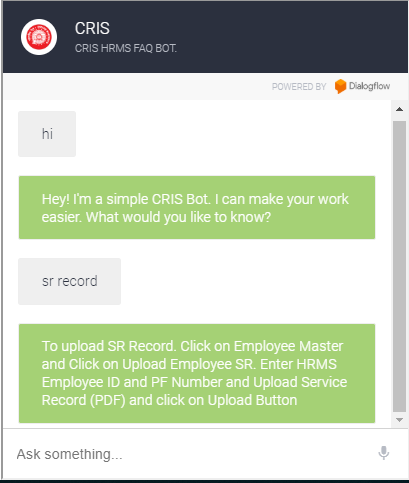 CRIS
CRIS HRMS FAQ BOT.
POWERED BY Dialogflow
hi
Hey! I'm a simple CRIS Bot. I can make your work
easier. What would you like to know?
sr record
To upload SR Record. Click on Employee Master
and Click on Upload Employee SR. Enter HRMS
Employee ID and PF Number and Upload Service
Record (PDF) and click on Upload Button
Ask something...